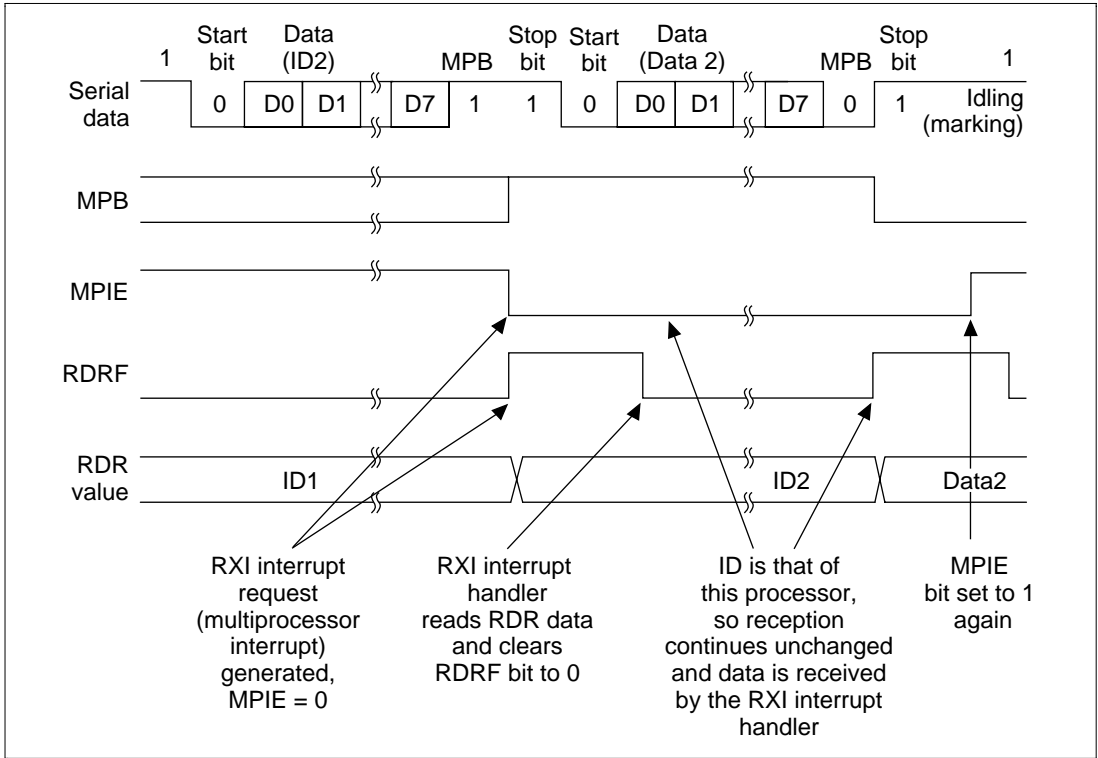 Start Data Stop Start Data Stop
1 bit (ID2) MPB bit bit (Data 2) MPB bit 1
Serial data 0 D0 D1 D7 1 1 0 D0 D1 D7 0 1 Idling (marking)
MPB
MPIE
RDRF
RDR value ID1 ID2 Data2
RXI interrupt
request
(multiprocessor
interrupt)
generated,
MPIE = 0
RXI interrupt
handler
reads RDR data
and clears
RDRF bit to 0
ID is that of
this processor,
so reception
continues unchanged
and data is received
by the RXI interrupt
handler
MPIE
bit set to 1
again